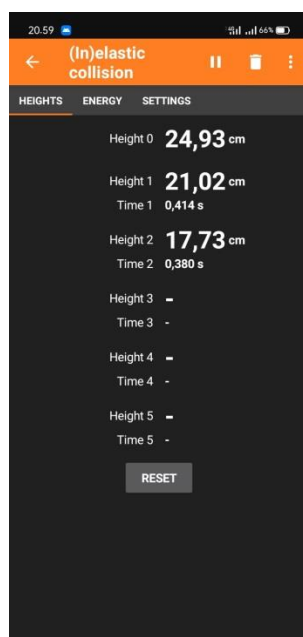 20.59 66%
(In)elastic
collision
HEIGHTS ENERGY SETTINGS
Height 0 24,93 cm
Height 1 21,02 cm
Time 1 0,414 s
Height 2 17,73 cm
Time 2 0,380 s
Height 3 -
Time 3 -
Height 4 -
Time 4 -
Height 5 -
Time 5 -
RESET